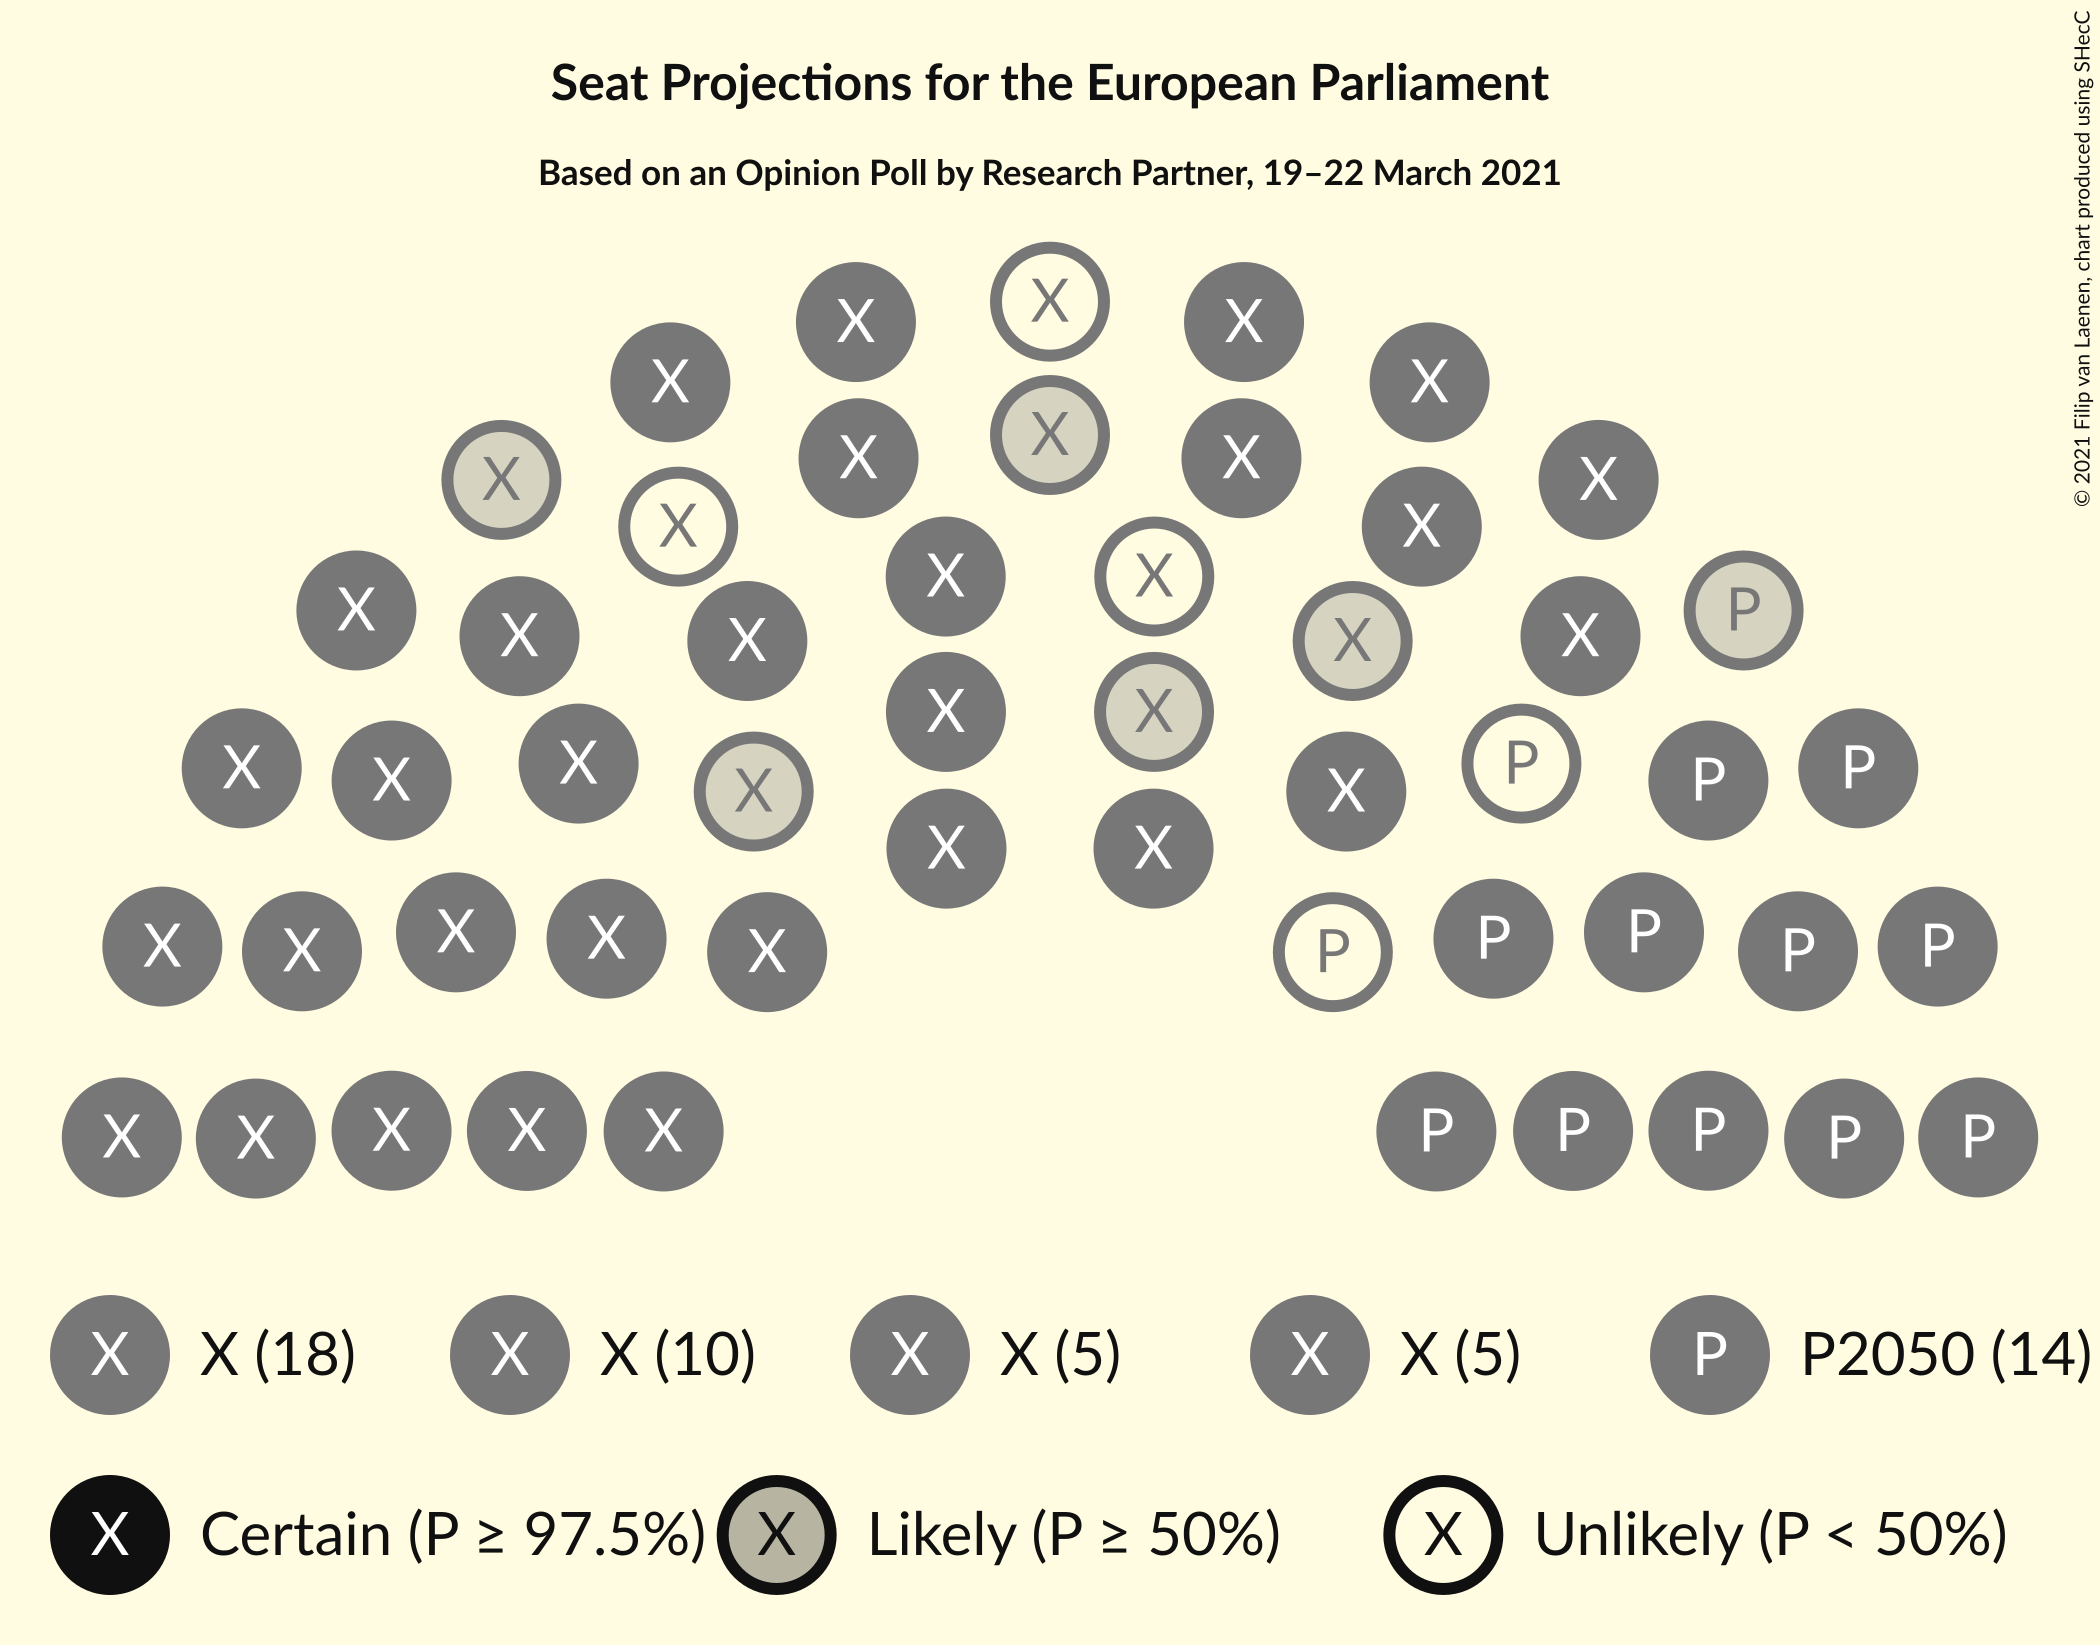 Seat Projections for the European Parliament
Based on an Opinion Poll by Research Partner, 19–22 March 2021
© 2021 Filip van Laenen, chart produced using SHecC
X
X X
X X
X
X X
X X
X X
X X
X X
X P
X X
X X
X P
X X
X X
X P
X X X P P
X X
X X
X P
X P
X X P P
X X P P
X X X X X P P P P P
X X (18) X X (10) X X (5) X X (5) P P2050 (14)
X Certain (P ≥ 97.5%) X Likely (P ≥ 50%) X Unlikely (P < 50%)